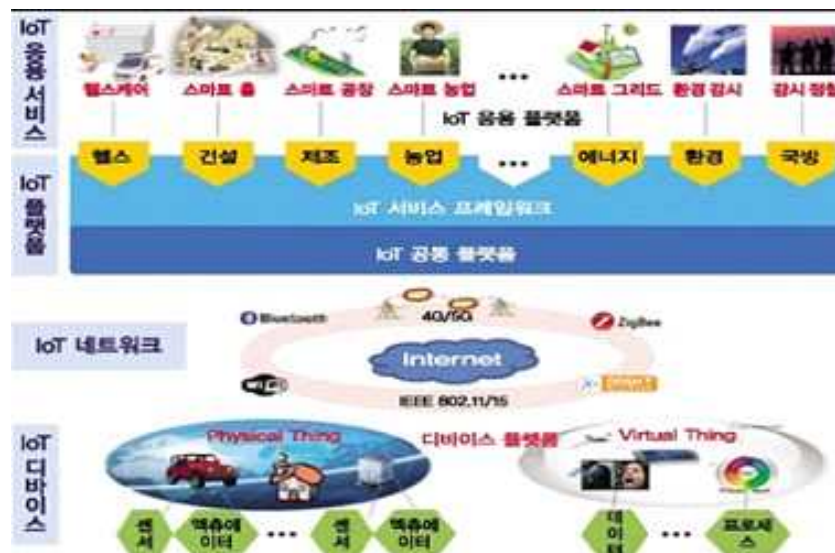 IoT 응용 서비스
헬스케어 스마트 홈 스마트 공장 스마트 농업 ... 스마트 그리드 환경 감시 감시 정찰
IoT 응용 플랫폼
IoT 플랫폼
헬스 건설 제조 농업 ... 에너지 환경 국방
IoT 서비스 프레임워크
IoT 공통 플랫폼
IoT 네트워크
Bluetooth 4G/5G ZigBee
Internet
WiFi
IEEE 802.11/15
IoT 디바이스
Physical Thing 디바이스 플랫폼 Virtual Thing
센서 액츄에이터 ... 센서 액츄에이터 데이터 ... 프로세스